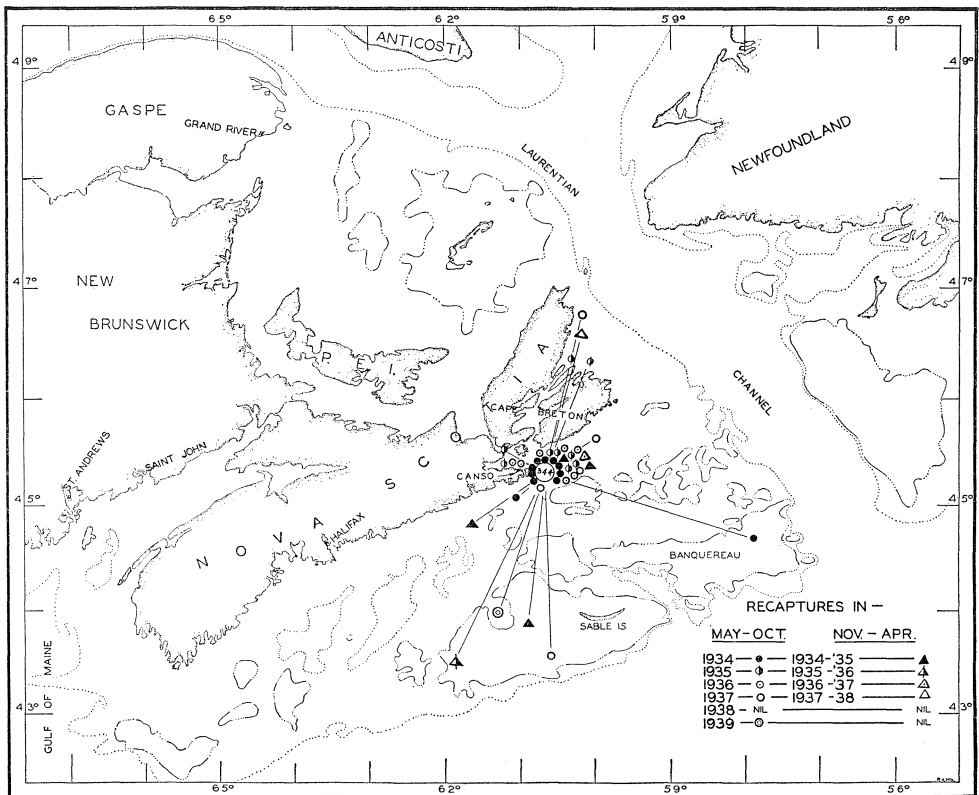 65° 62° 59° 56°
ANTICOSTI
49° 49°
GASPE
GRAND RIVER
NEWFOUNDLAND
LAURENTIAN
47° 47°
NEW
BRUNSWICK
P. E. I.
CAPE BRETON I A
CHANNEL
ST. ANDREWS
SAINT JOHN
CANSO
344
45° 45°
N O V A S C O
HALIFAX
BANQUEREAU
SABLE IS.
RECAPTURES IN —
MAY-OCT. NOV.-APR.
1934 — 1934-'35
1935 — 1935-'36
1936 — 1936-'37
1937 — 1937-38
1938 - NIL NIL
1939 — NIL
GULF OF MAINE
43° 43°
65° 62° 59° 56°